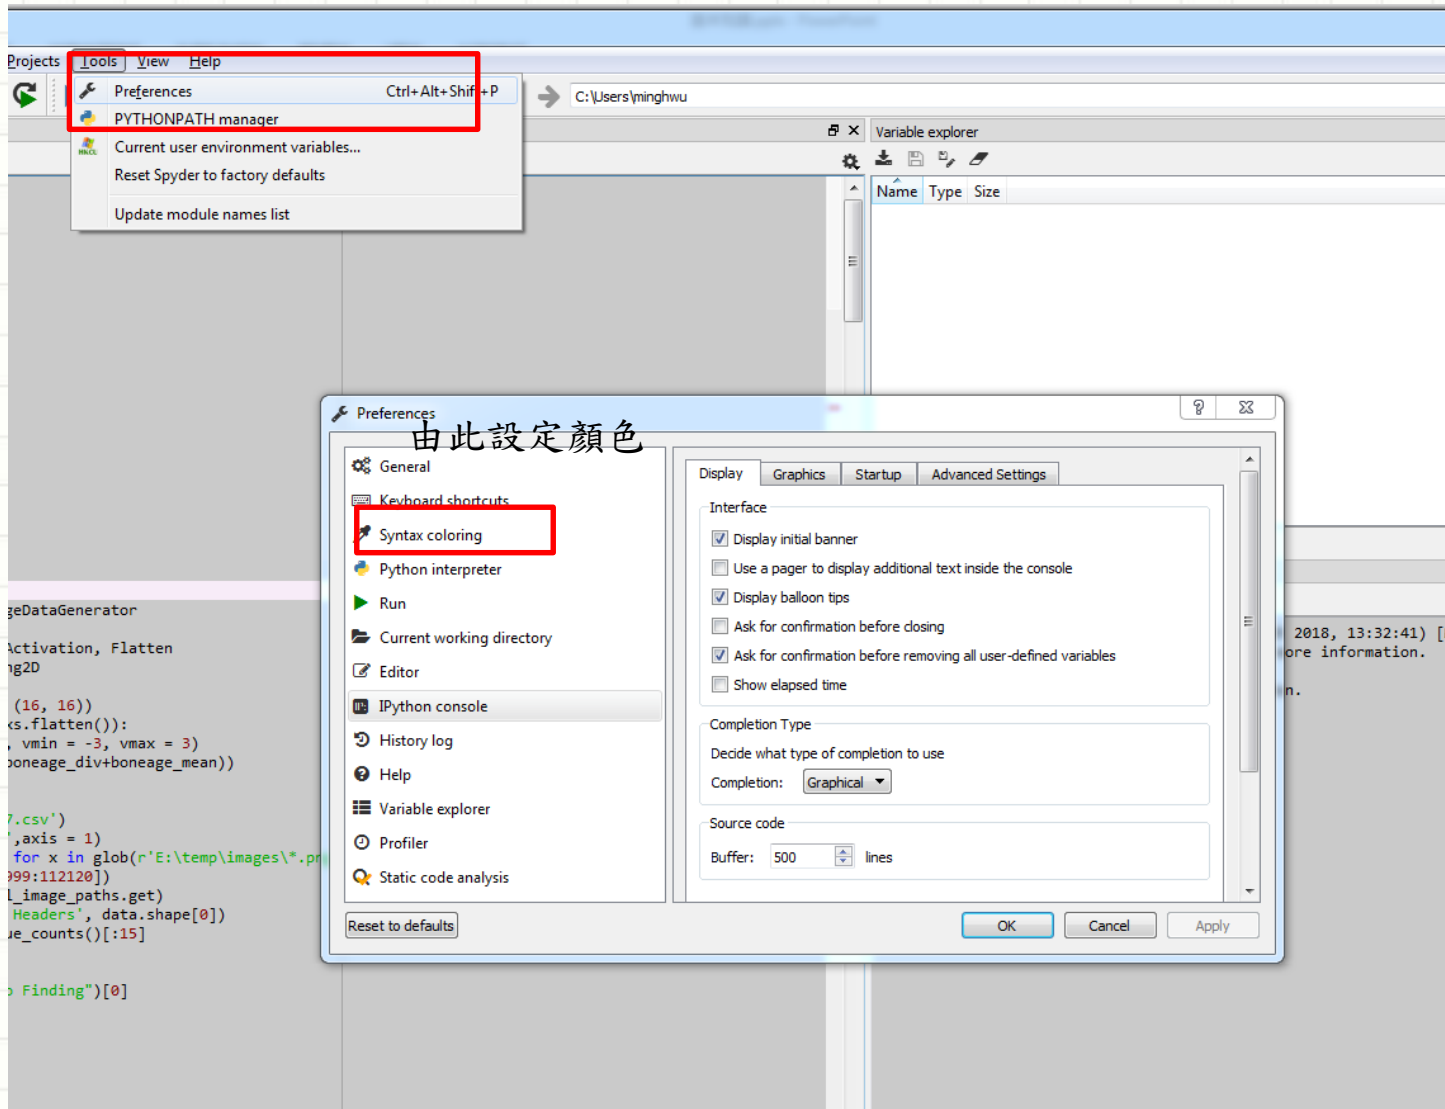 Projects Tools View Help
Preferences Ctrl+Alt+Shift+P
PYTHONPATH manager
Current user environment variables...
Reset Spyder to factory defaults
Update module names list
C:\Users\minghwu
Variable explorer
Name Type Size
Preferences
由此設定顏色
General
Keyboard shortcuts
Syntax coloring
Python interpreter
Run
Current working directory
Editor
IPython console
History log
Help
Variable explorer
Profiler
Static code analysis
Display Graphics Startup Advanced Settings
Interface
Display initial banner
Use a pager to display additional text inside the console
Display balloon tips
Ask for confirmation before closing
Ask for confirmation before removing all user-defined variables
Show elapsed time
Completion Type
Decide what type of completion to use
Completion: Graphical
Source code
Buffer: 500 lines
Reset to defaults OK Cancel Apply
geDataGenerator
Activation, Flatten
ng2D
(16, 16))
xs.flatten()):
, vmin = -3, vmax = 3)
boneage_div+boneage_mean))
7.csv')
',axis = 1)
for x in glob(r'E:\temp\images\*.pn
999:112120])
l_image_paths.get)
Headers', data.shape[0])
ue_counts()[:15]
o Finding")[0]
2018, 13:32:41) [
ore information.
n.